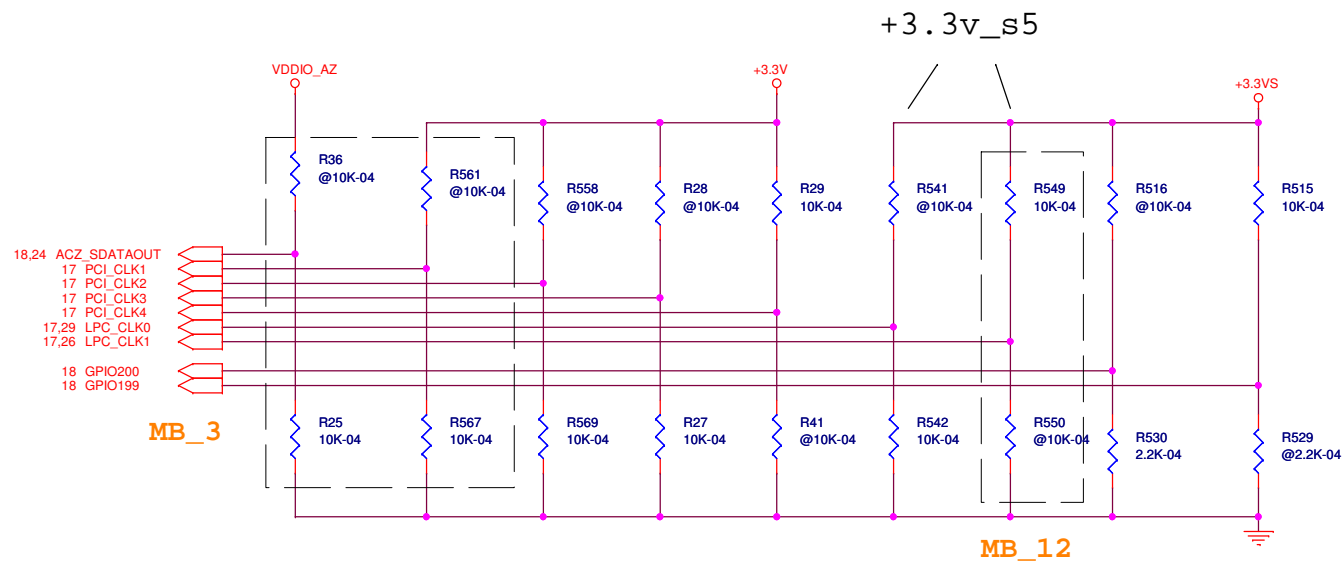 +3.3v_s5
VDDIO_AZ
+3.3V
+3.3VS
R36
@10K-04
R561
@10K-04
R558
@10K-04
R28
@10K-04
R29
10K-04
R541
@10K-04
R549
10K-04
R516
@10K-04
R515
10K-04
18,24 ACZ_SDATAOUT
17 PCI_CLK1
17 PCI_CLK2
17 PCI_CLK3
17 PCI_CLK4
17,29 LPC_CLK0
17,26 LPC_CLK1
18 GPIO200
18 GPIO199
MB_3
R25
10K-04
R567
10K-04
R569
10K-04
R27
10K-04
R41
@10K-04
R542
10K-04
R550
@10K-04
R530
2.2K-04
R529
@2.2K-04
MB_12